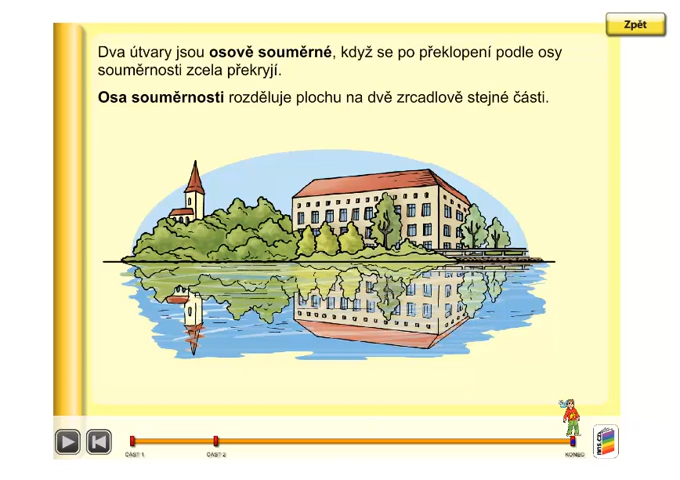 Zpět
Dva útvary jsou osově souměrné, když se po překlopení podle osy
souměrnosti zcela překryjí.
Osa souměrnosti rozděluje plochu na dvě zrcadlově stejné části.
ČÁST 1
ČÁST 2
KONEC